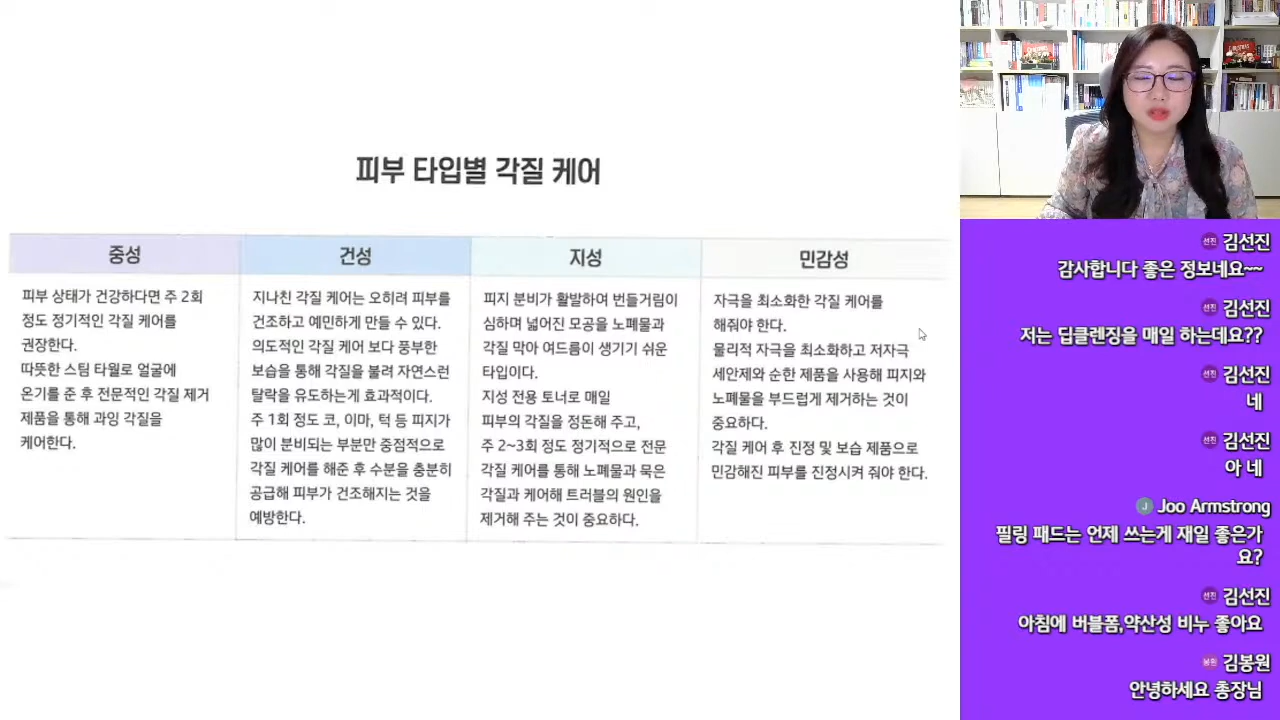 피부 타입별 각질 케어
중성
피부 상태가 건강하다면 주 2회
정도 정기적인 각질 케어를
권장한다.
따뜻한 스팀 타월로 얼굴에
온기를 준 후 전문적인 각질 제거
제품을 통해 과잉 각질을
케어한다.
건성
지나친 각질 케어는 오히려 피부를
건조하고 예민하게 만들 수 있다.
의도적인 각질 케어 보다 풍부한
보습을 통해 각질을 불려 자연스런
탈락을 유도하는게 효과적이다.
주 1회 정도 코, 이마, 턱 등 피지가
많이 분비되는 부분만 중점적으로
각질 케어를 해준 후 수분을 충분히
공급해 피부가 건조해지는 것을
예방한다.
지성
피지 분비가 활발하여 번들거림이
심하며 넓어진 모공을 노폐물과
각질 막아 여드름이 생기기 쉬운
타입이다.
지성 전용 토너로 매일
피부의 각질을 정돈해 주고,
주 2~3회 정도 정기적으로 전문
각질 케어를 통해 노폐물과 묵은
각질과 케어해 트러블의 원인을
제거해 주는 것이 중요하다.
민감성
자극을 최소화한 각질 케어를
해줘야 한다.
물리적 자극을 최소화하고 저자극
세안제와 순한 제품을 사용해 피지와
노폐물을 부드럽게 제거하는 것이
중요하다.
각질 케어 후 진정 및 보습 제품으로
민감해진 피부를 진정시켜 줘야 한다.
선진 김선진
감사합니다 좋은 정보네요~~
선진 김선진
저는 딥클렌징을 매일 하는데요??
선진 김선진
네
선진 김선진
아 네
J Joo Armstrong
필링 패드는 언제 쓰는게 재일 좋은가
요?
선진 김선진
아침에 버블폼,약산성 비누 좋아요
봉원 김봉원
안녕하세요 총장님